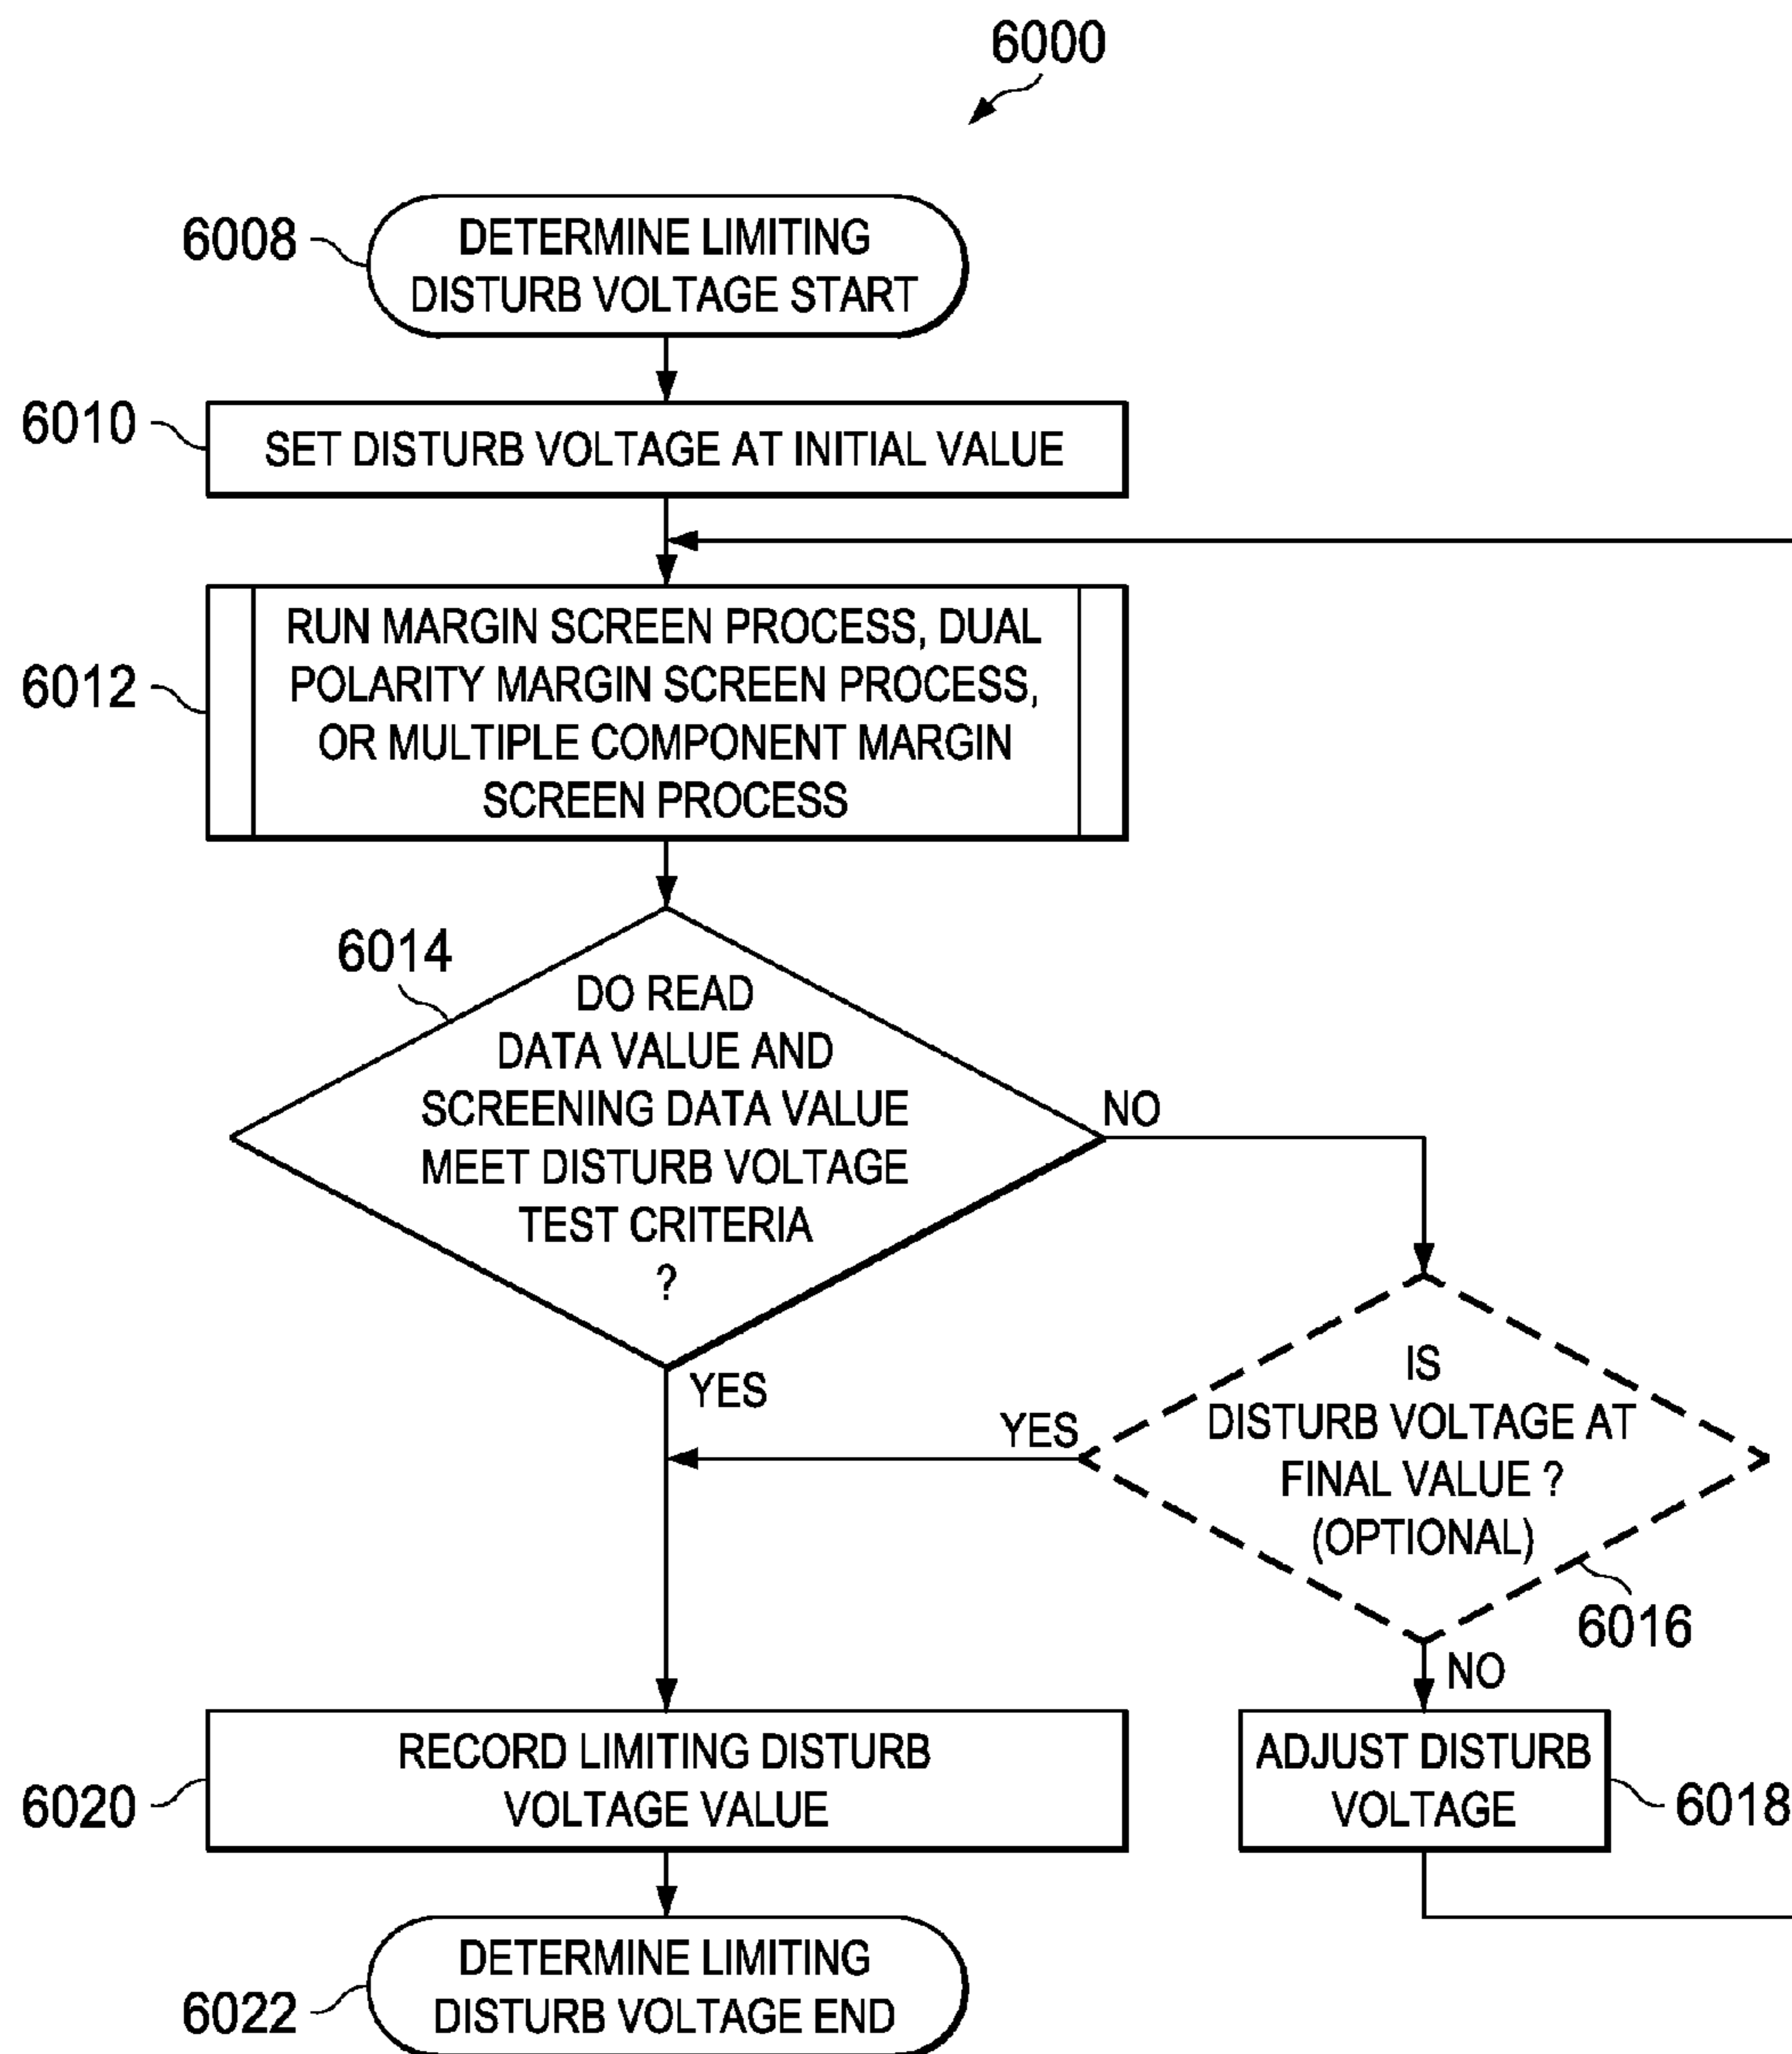 6000
6008
DETERMINE LIMITING
DISTURB VOLTAGE START
6010
SET DISTURB VOLTAGE AT INITIAL VALUE
6012
RUN MARGIN SCREEN PROCESS, DUAL
POLARITY MARGIN SCREEN PROCESS,
OR MULTIPLE COMPONENT MARGIN
SCREEN PROCESS
6014
DO READ
DATA VALUE AND
SCREENING DATA VALUE
MEET DISTURB VOLTAGE
TEST CRITERIA
?
NO
YES
IS
DISTURB VOLTAGE AT
FINAL VALUE ?
(OPTIONAL)
YES
6016
NO
6020
RECORD LIMITING DISTURB
VOLTAGE VALUE
ADJUST DISTURB
VOLTAGE
6018
6022
DETERMINE LIMITING
DISTURB VOLTAGE END